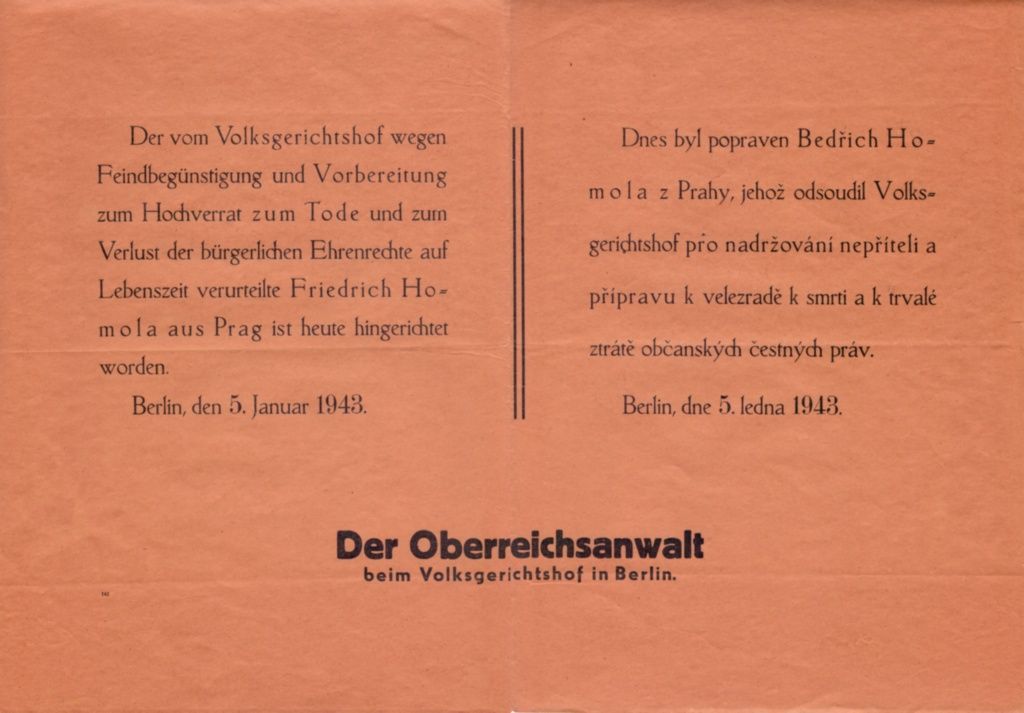 Der vom Volksgerichtshof wegen
Feindbegünstigung und Vorbereitung
zum Hochverrat zum Tode und zum
Verlust der bürgerlichen Ehrenrechte auf
Lebenszeit verurteilte Friedrich Ho-
mola aus Prag ist heute hingerichtet
worden.
Berlin, den 5. Januar 1943.
Dnes byl popraven Bedřich Ho-
mola z Prahy, jehož odsoudil Volks-
gerichtshof pro nadržování nepříteli a
přípravu k velezradě k smrti a k trvalé
ztrátě občanských čestných práv.
Berlin, dne 5. ledna 1943.
Der Oberreichsanwalt
beim Volksgerichtshof in Berlin.